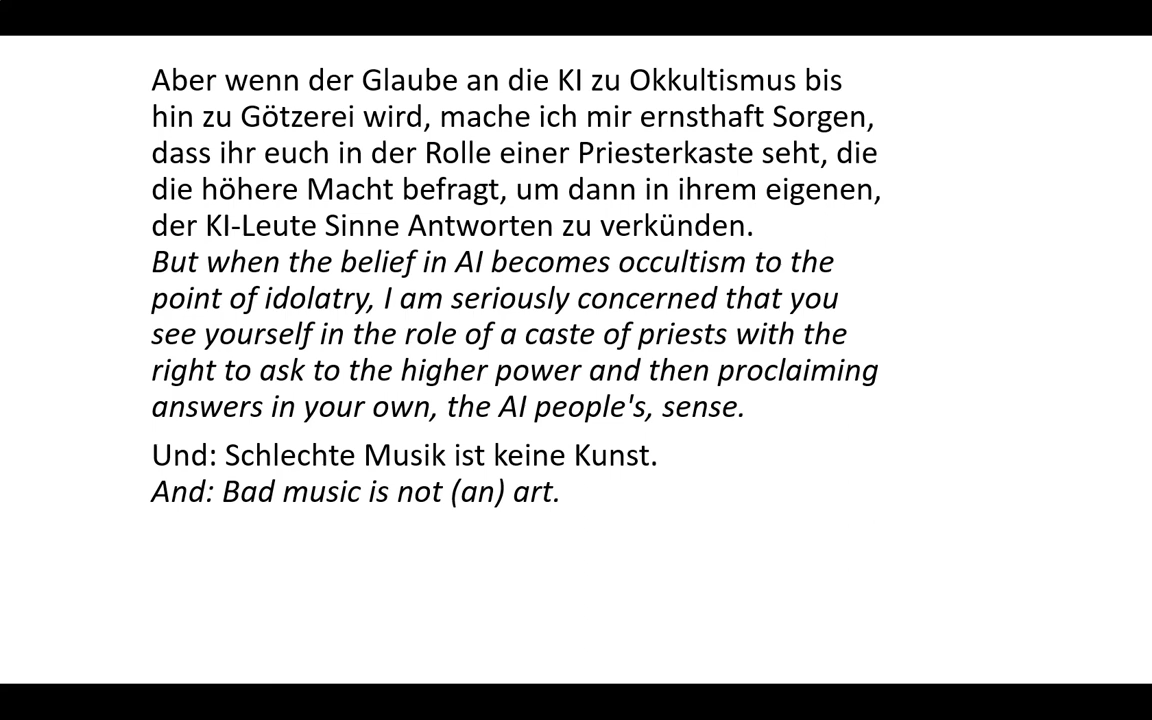 Aber wenn der Glaube an die KI zu Okkultismus bis
hin zu Götzerei wird, mache ich mir ernsthaft Sorgen,
dass ihr euch in der Rolle einer Priesterkaste seht, die
die höhere Macht befragt, um dann in ihrem eigenen,
der KI-Leute Sinne Antworten zu verkünden.
But when the belief in AI becomes occultism to the
point of idolatry, I am seriously concerned that you
see yourself in the role of a caste of priests with the
right to ask to the higher power and then proclaiming
answers in your own, the AI people's, sense.
Und: Schlechte Musik ist keine Kunst.
And: Bad music is not (an) art.